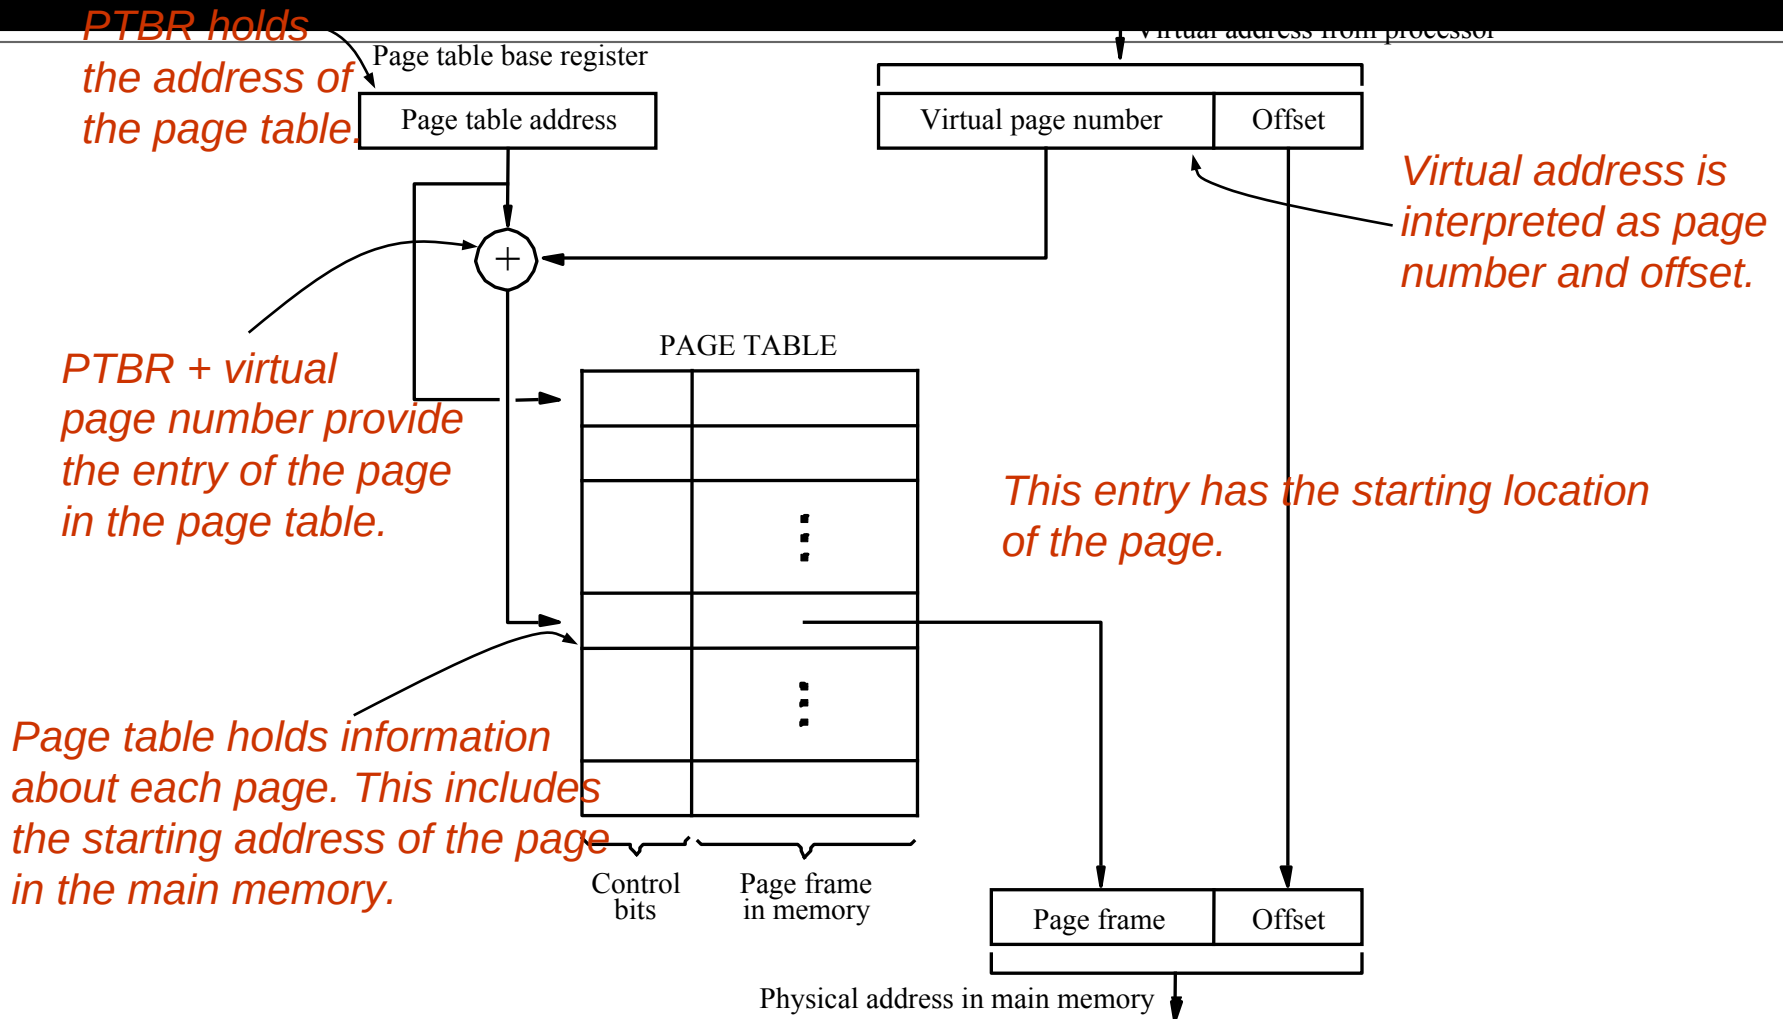 PTBR holds
the address of
the page table.
Page table base register
Page table address
Virtual address from processor
Virtual page number
Offset
Virtual address is
interpreted as page
number and offset.
+
PTBR + virtual
page number provide
the entry of the page
in the page table.
PAGE TABLE
This entry has the starting location
of the page.
Page table holds information
about each page. This includes
the starting address of the page
in the main memory.
Control
bits
Page frame
in memory
Page frame
Offset
Physical address in main memory